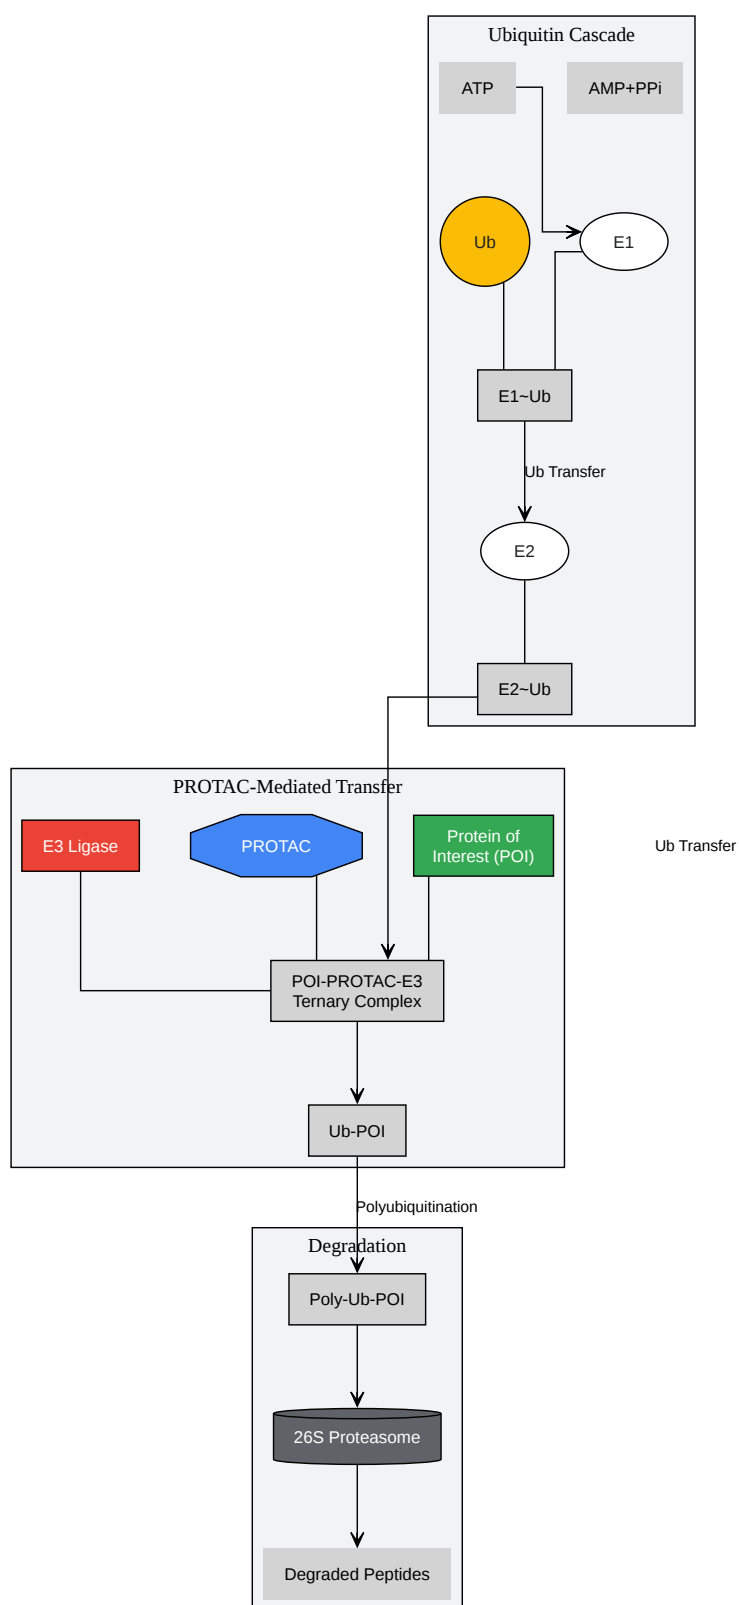 Ubiquitin Cascade
ATP
AMP+PPi
Ub
E1
E1~Ub
Ub Transfer
E2
E2~Ub
PROTAC-Mediated Transfer
E3 Ligase
PROTAC
Protein of
Interest (POI)
Ub Transfer
POI-PROTAC-E3
Ternary Complex
Ub-POI
Polyubiquitination
Degradation
Poly-Ub-POI
26S Proteasome
Degraded Peptides